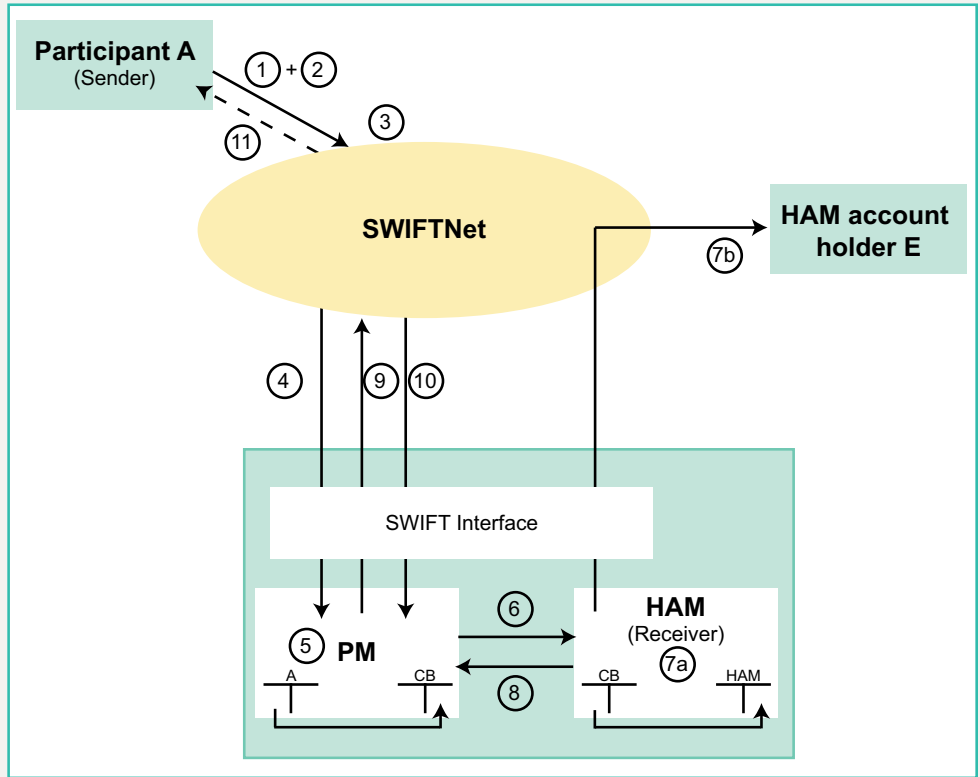 Participant A
(Sender)
1 + 2
3
11
SWIFTNet
HAM account
holder E
7b
4
9
10
SWIFT Interface
6
HAM
(Receiver)
5
PM
7a
A
CB
8
CB
HAM